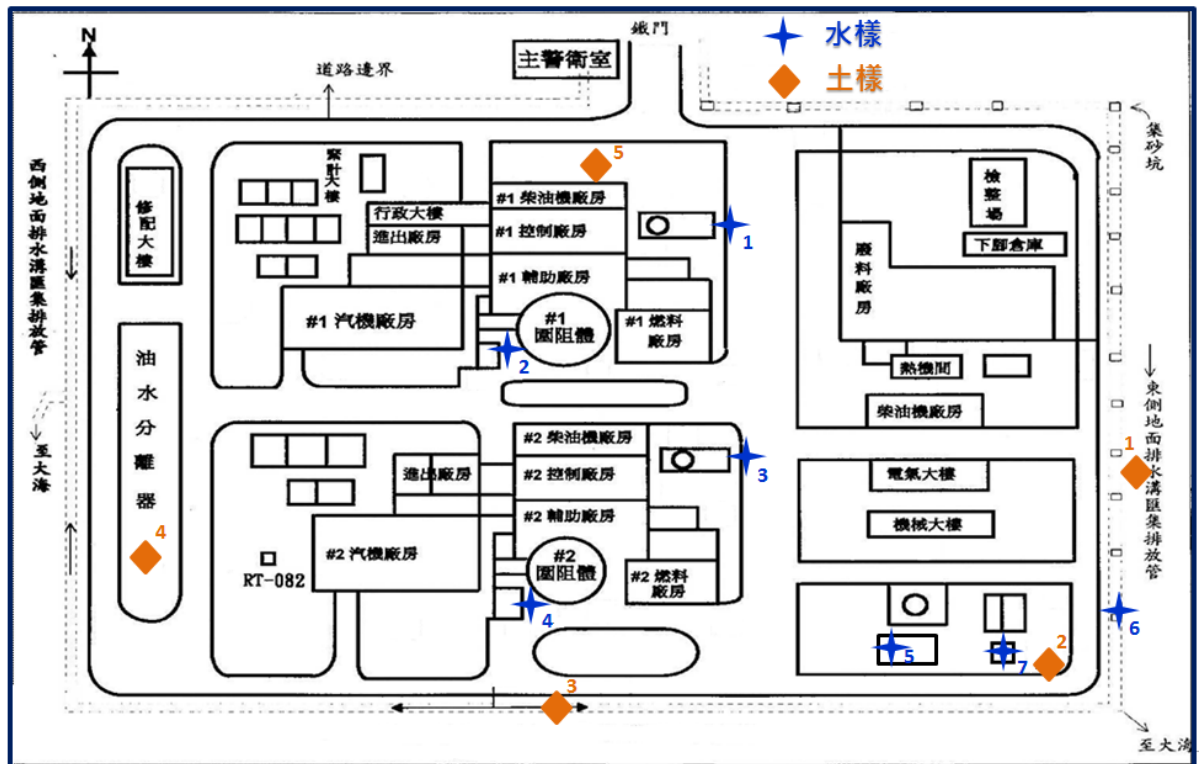 鐵門
水樣
N
主警衛室
土樣
道路邊界
集砂坑
西側地面排水溝匯集排放管
修配大樓
5
檢整場
#1 柴油機廠房
行政大樓
#1 控制廠房
1
進出廠房
下腳倉庫
廢料廠房
#1 輔助廠房
#1 汽機廠房
#1
圍阻體
#1 燃料
廠房
2
熱機間
油水分離器
柴油機廠房
東側地面排水溝匯集排放管
至大海
#2 柴油機廠房
1
進出廠房
#2 控制廠房
3
電氣大樓
#2 輔助廠房
機械大樓
4
#2 汽機廠房
#2
圍阻體
RT-082
#2 燃料
廠房
4
6
5
7
2
3
至大海